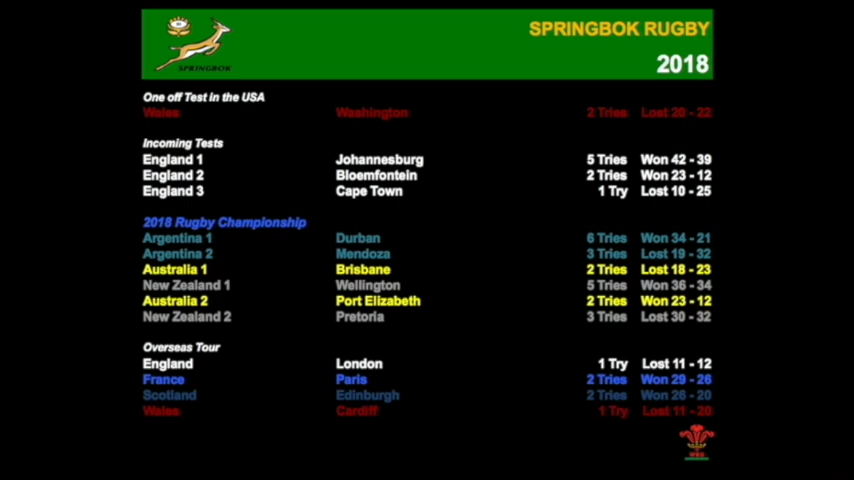 SPRINGBOK RUGBY
2018
SPRINGBOK
One off Test in the USA
Wales Washington 2 Tries Lost 20 - 22
Incoming Tests
England 1 Johannesburg 5 Tries Won 42 - 39
England 2 Bloemfontein 2 Tries Won 23 - 12
England 3 Cape Town 1 Try Lost 10 - 25
2018 Rugby Championship
Argentina 1 Durban 6 Tries Won 34 - 21
Argentina 2 Mendoza 3 Tries Lost 19 - 32
Australia 1 Brisbane 2 Tries Lost 18 - 23
New Zealand 1 Wellington 5 Tries Won 36 - 34
Australia 2 Port Elizabeth 2 Tries Won 23 - 12
New Zealand 2 Pretoria 3 Tries Lost 30 - 32
Overseas Tour
England London 1 Try Lost 11 - 12
France Paris 2 Tries Won 29 - 26
Scotland Edinburgh 2 Tries Won 26 - 20
Wales Cardiff 1 Try Lost 11 - 20
WRU